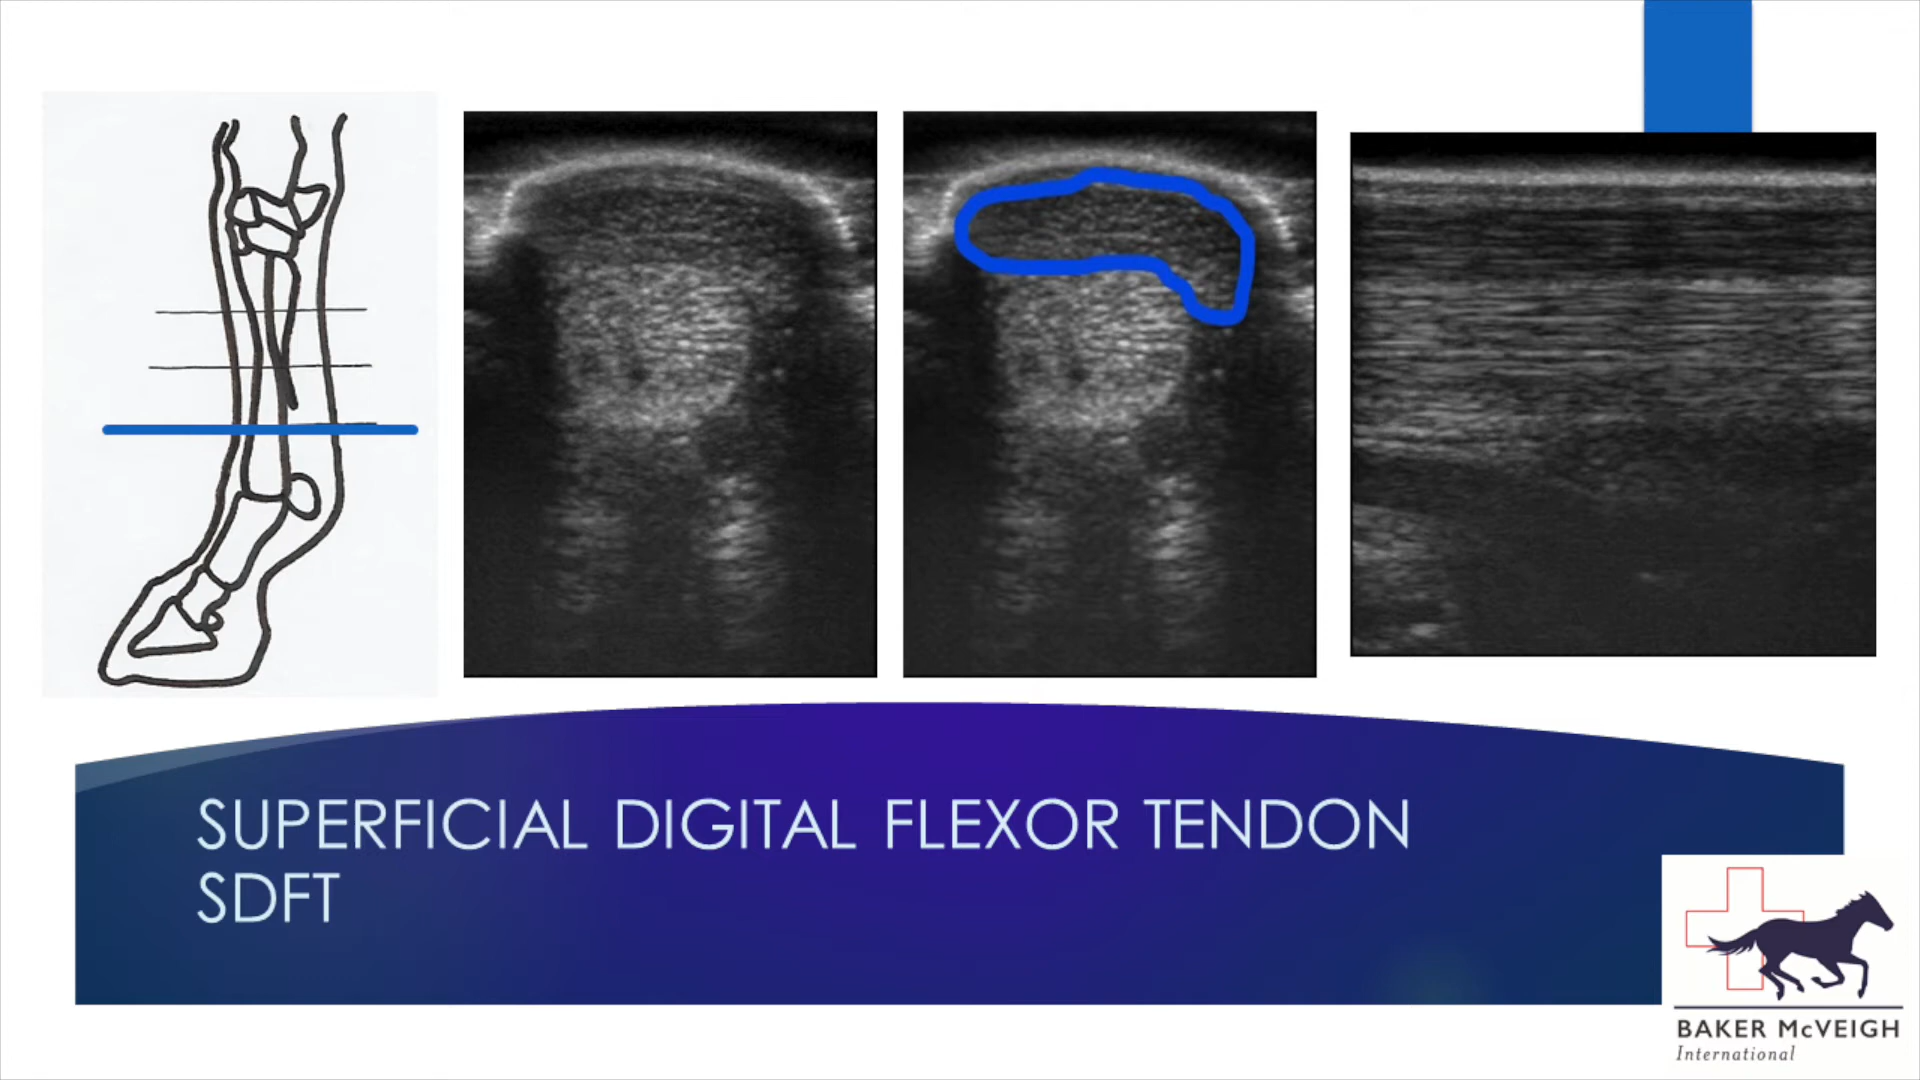 SUPERFICIAL DIGITAL FLEXOR TENDON
SDFT
BAKER McVEIGH
International